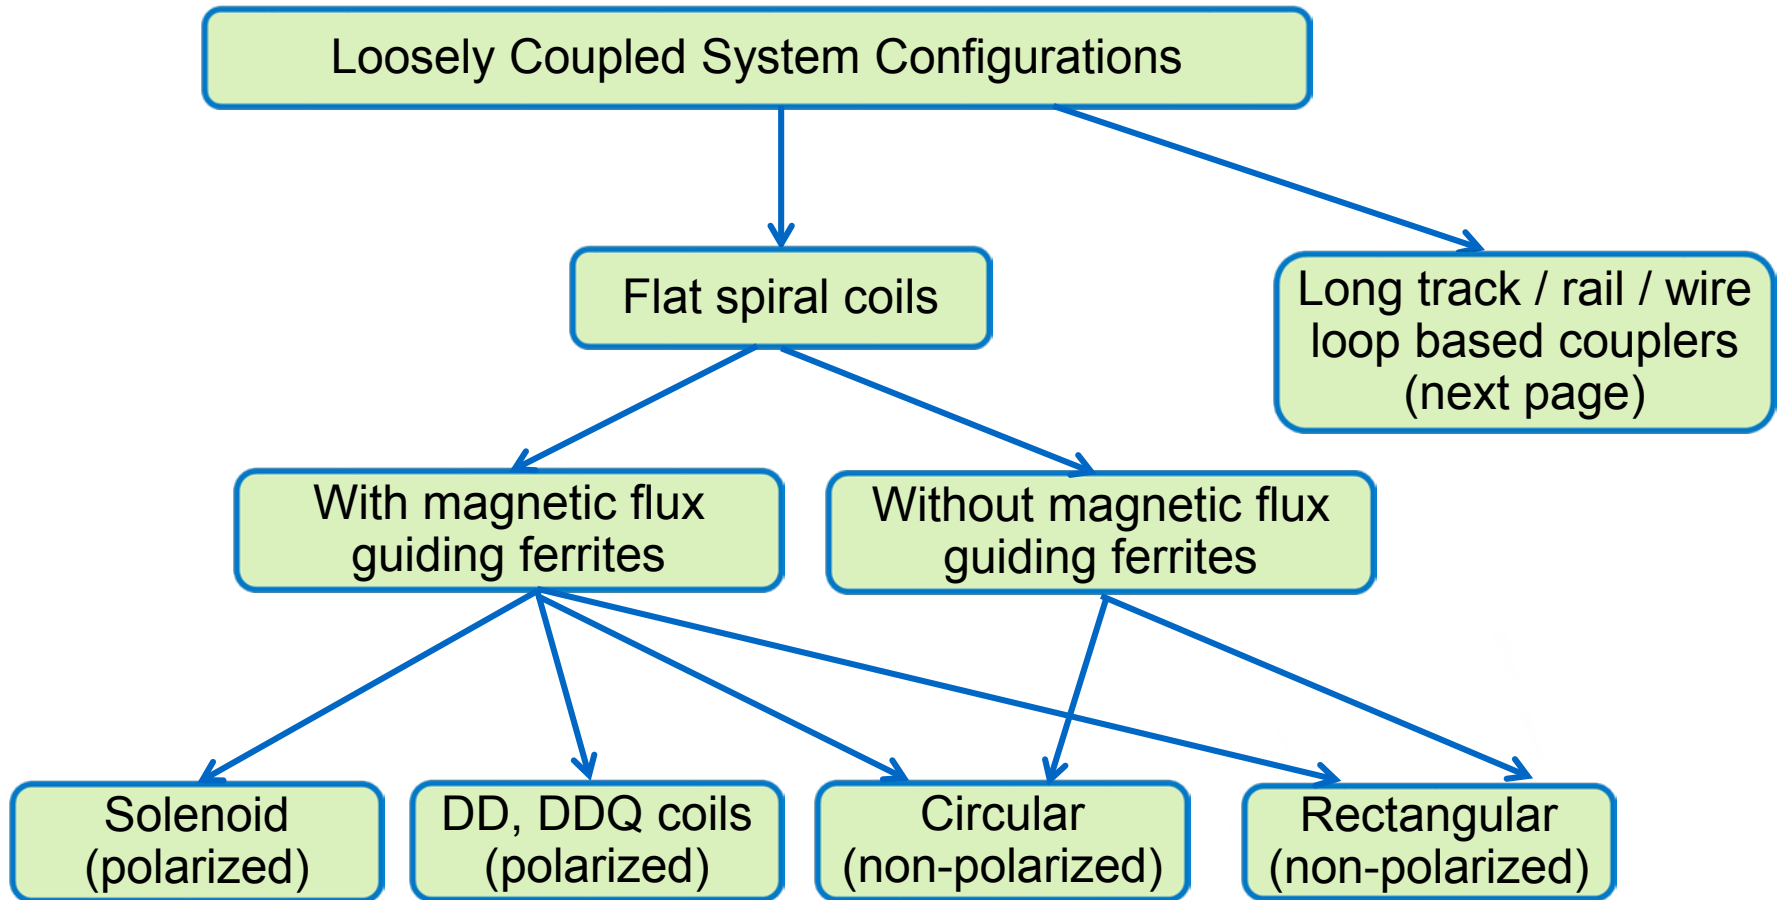 Loosely Coupled System Configurations
Flat spiral coils
Long track / rail / wire
loop based couplers
(next page)
With magnetic flux
guiding ferrites
Without magnetic flux
guiding ferrites
Solenoid
(polarized)
DD, DDQ coils
(polarized)
Circular
(non-polarized)
Rectangular
(non-polarized)